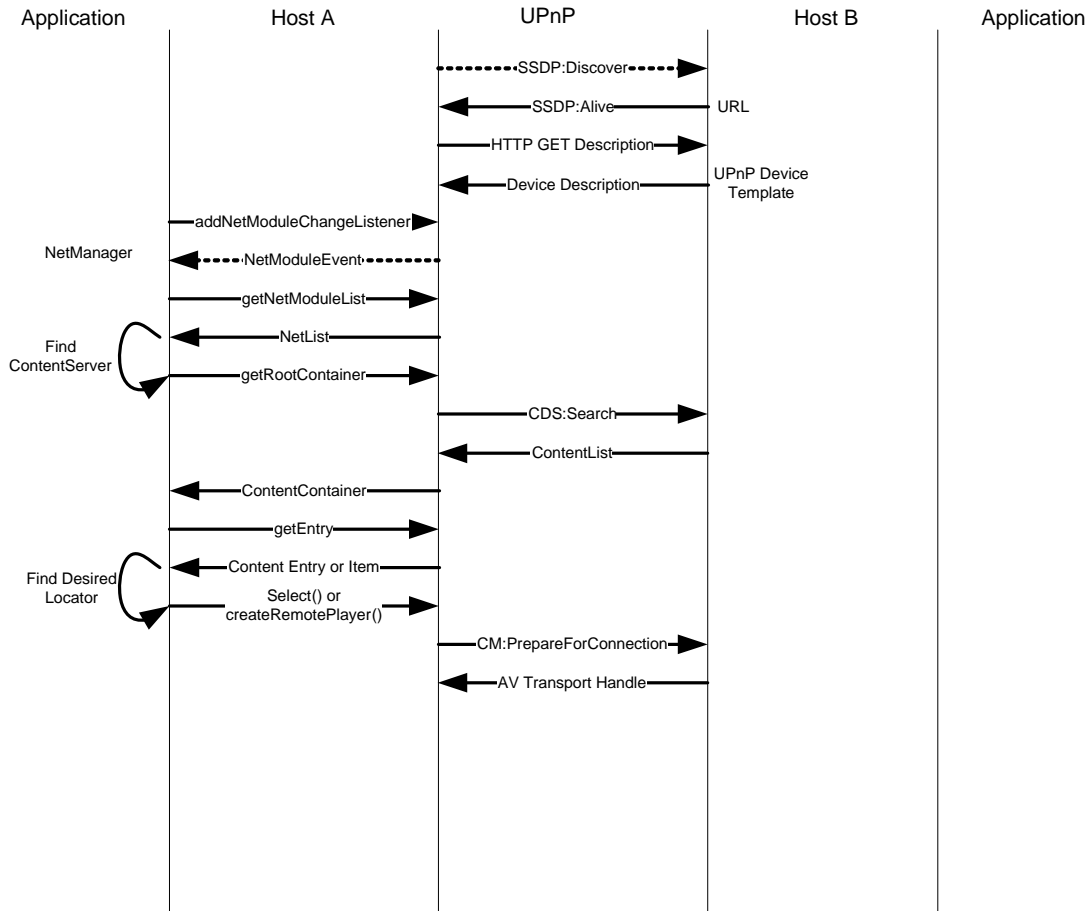 Application
Host A
UPnP
Host B
Application
SSDP:Discover
SSDP:Alive
URL
HTTP GET Description
Device Description
UPnP Device
Template
addNetModuleChangeListener
NetManager
NetModuleEvent
getNetModuleList
NetList
Find
ContentServer
getRootContainer
CDS:Search
ContentList
ContentContainer
getEntry
Content Entry or Item
Find Desired
Locator
Select() or
createRemotePlayer()
CM:PrepareForConnection
AV Transport Handle